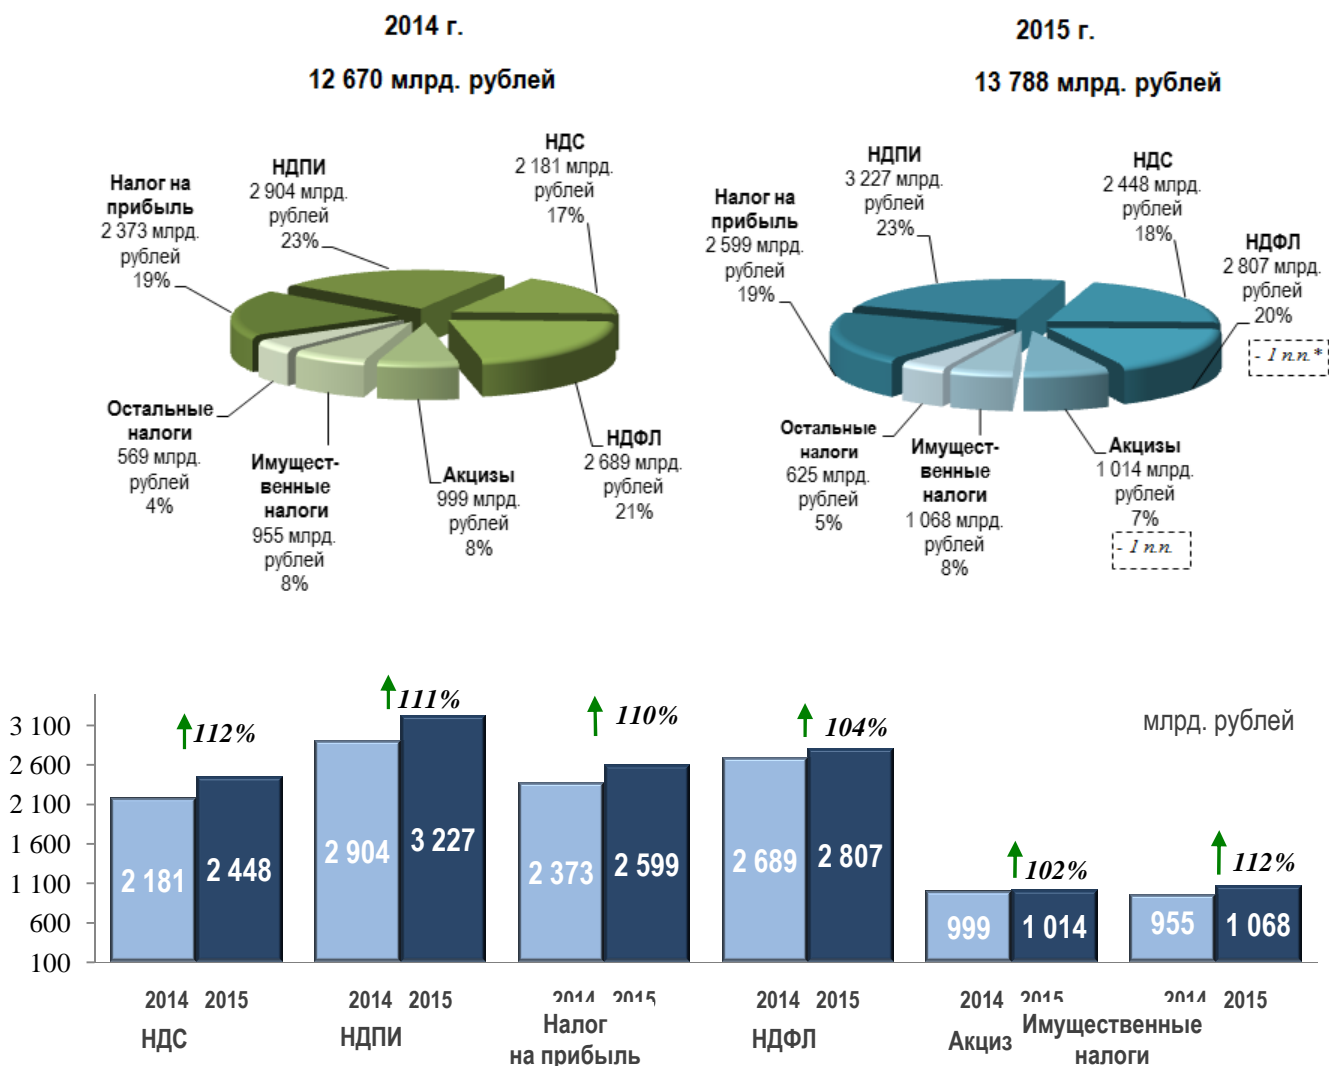 2014 г.
12 670 млрд. рублей
НДПИ
2 904 млрд.
рублей
23%
НДС
2 181 млрд.
рублей
17%
Налог на
прибыль
2 373 млрд.
рублей
19%
Остальные
налоги
569 млрд.
рублей
4%
Имущест-
венные
налоги
955 млрд.
рублей
8%
Акцизы
999 млрд.
рублей
8%
НДФЛ
2 689 млрд.
рублей
21%
2015 г.
13 788 млрд. рублей
НДПИ
3 227 млрд.
рублей
23%
НДС
2 448 млрд.
рублей
18%
Налог на
прибыль
2 599 млрд.
рублей
19%
НДФЛ
2 807 млрд.
рублей
20%
- 1 п.п.*
Остальные
налоги
625 млрд.
рублей
5%
Имущест-
венные
налоги
1 068 млрд.
рублей
8%
Акцизы
1 014 млрд.
рублей
7%
- 1 п.п.
млрд. рублей
3 100
2 600
2 100
1 600
1 100
600
100
112%
111%
110%
104%
102%
112%
2 181
2 448
2 904
3 227
2 373
2 599
2 689
2 807
999
1 014
955
1 068
2014 2015
2014 2015
2014 2015
2014 2015
2014 2015
2014 2015
НДС
НДПИ
Налог
на прибыль
НДФЛ
Акциз
Имущественные
налоги